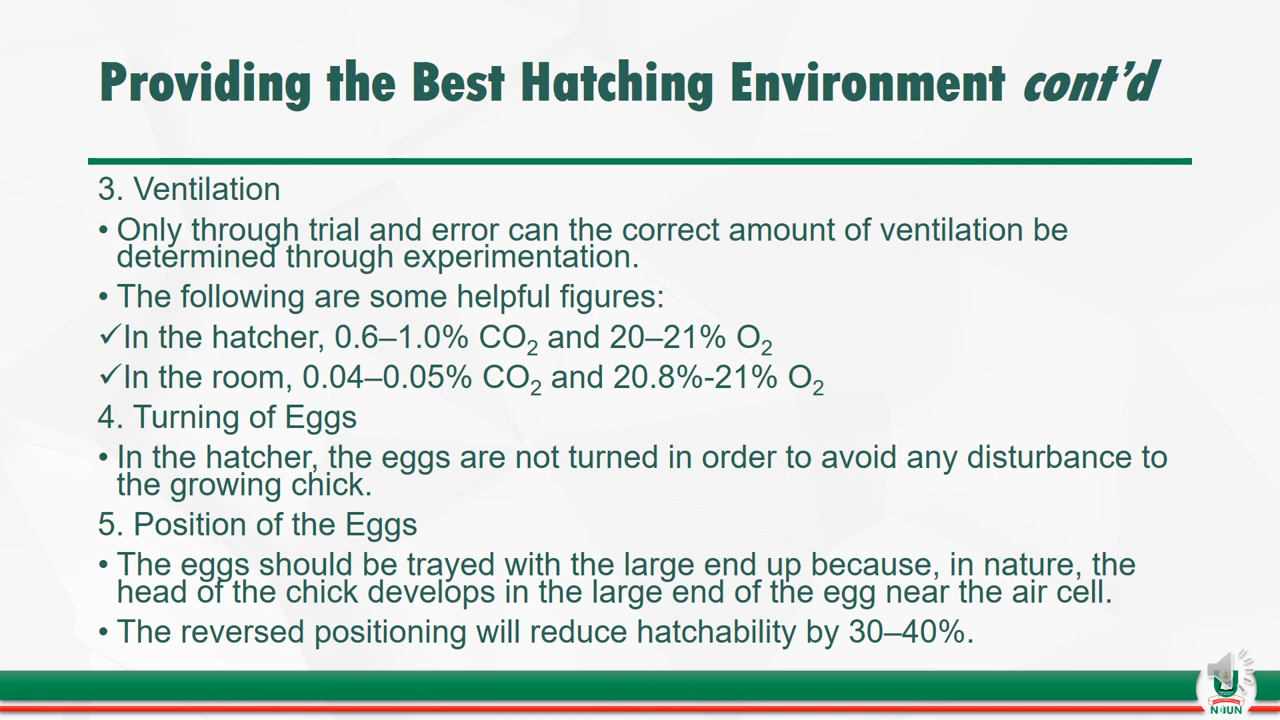 Providing the Best Hatching Environment cont’d
3. Ventilation
• Only through trial and error can the correct amount of ventilation be
determined through experimentation.
• The following are some helpful figures:
✓In the hatcher, 0.6–1.0% CO₂ and 20–21% O₂
✓In the room, 0.04–0.05% CO₂ and 20.8%-21% O₂
4. Turning of Eggs
• In the hatcher, the eggs are not turned in order to avoid any disturbance to
the growing chick.
5. Position of the Eggs
• The eggs should be trayed with the large end up because, in nature, the
head of the chick develops in the large end of the egg near the air cell.
• The reversed positioning will reduce hatchability by 30–40%.
NOUN